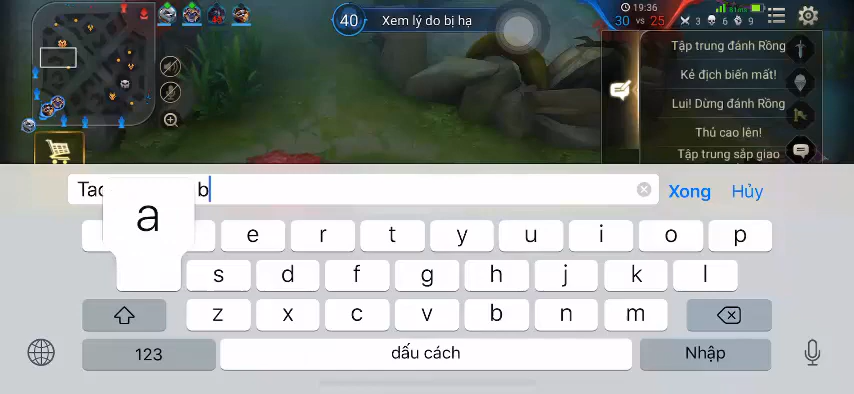 40 Xem lý do bị hạ
19:36
81ms
30 vs 25 3 6 9
Tập trung đánh Rồng
Kẻ địch biến mất!
Lui! Dừng đánh Rồng
Thủ cao lên!
Tập trung sắp giao
b
Xong Hủy
a
e r t y u i o p
s d f g h j k l
z x c v b n m
123 dấu cách Nhập